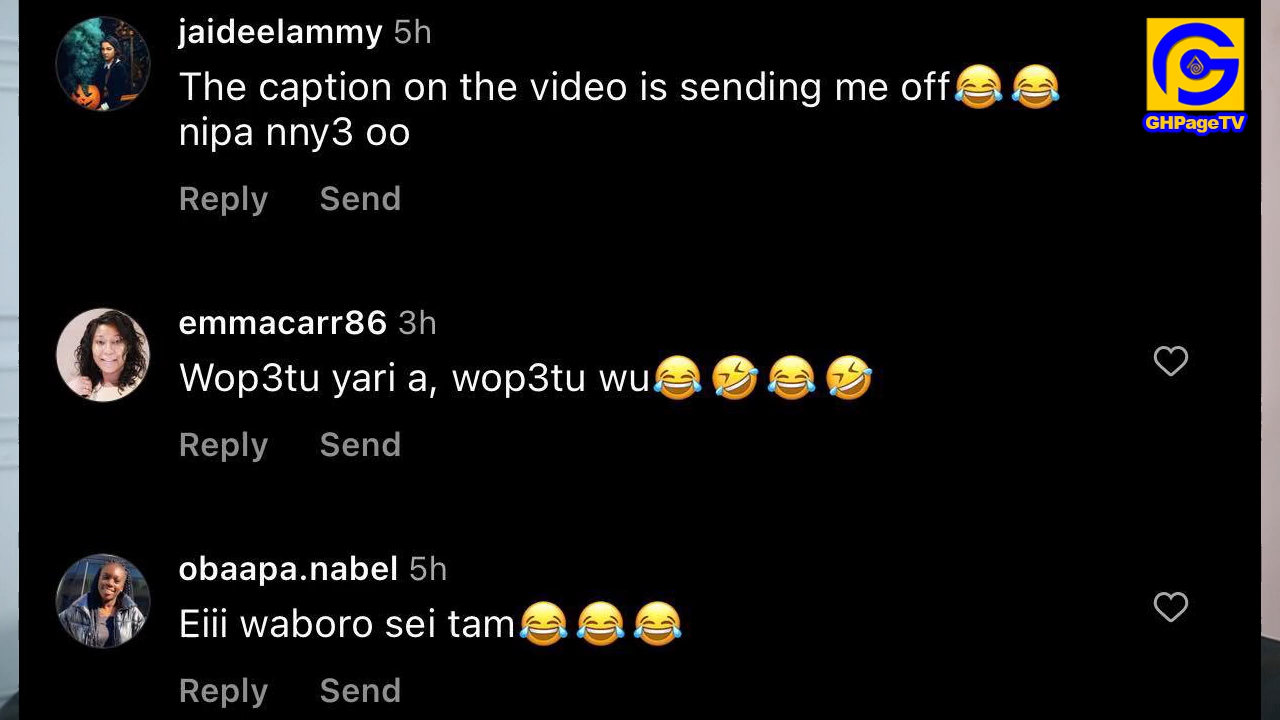 jaideelammy 5h
The caption on the video is sending me off😂😂
nipa nny3 oo
Reply Send
GHPageTV
emmacarr86 3h
Wop3tu yari a, wop3tu wu😂🤣😂🤣
Reply Send
obaapa.nabel 5h
Eiii waboro sei tam😂😂😂
Reply Send